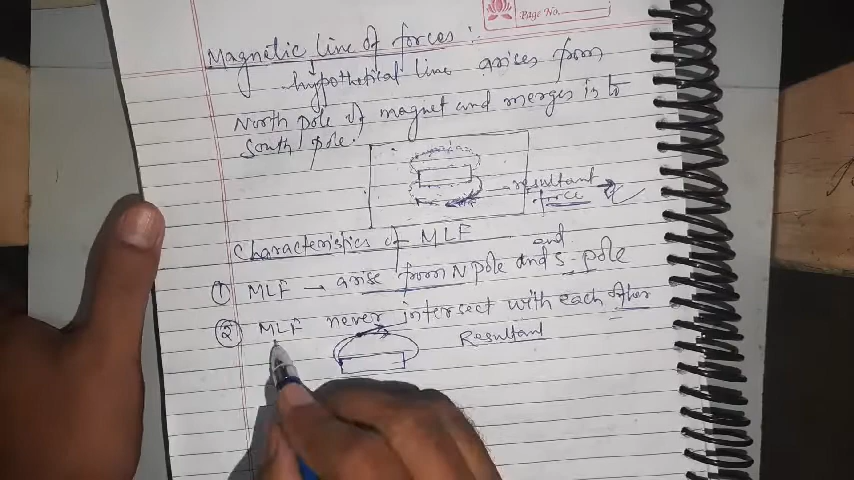 Page No.
Magnetic line of forces :
hypothetical line arises from
North pole of magnet and merges in to
South pole.
resultant
force
Characteristics of MLF
and
① MLF → arise from N pole and S pole
② MLF never intersect with each other
Resultant